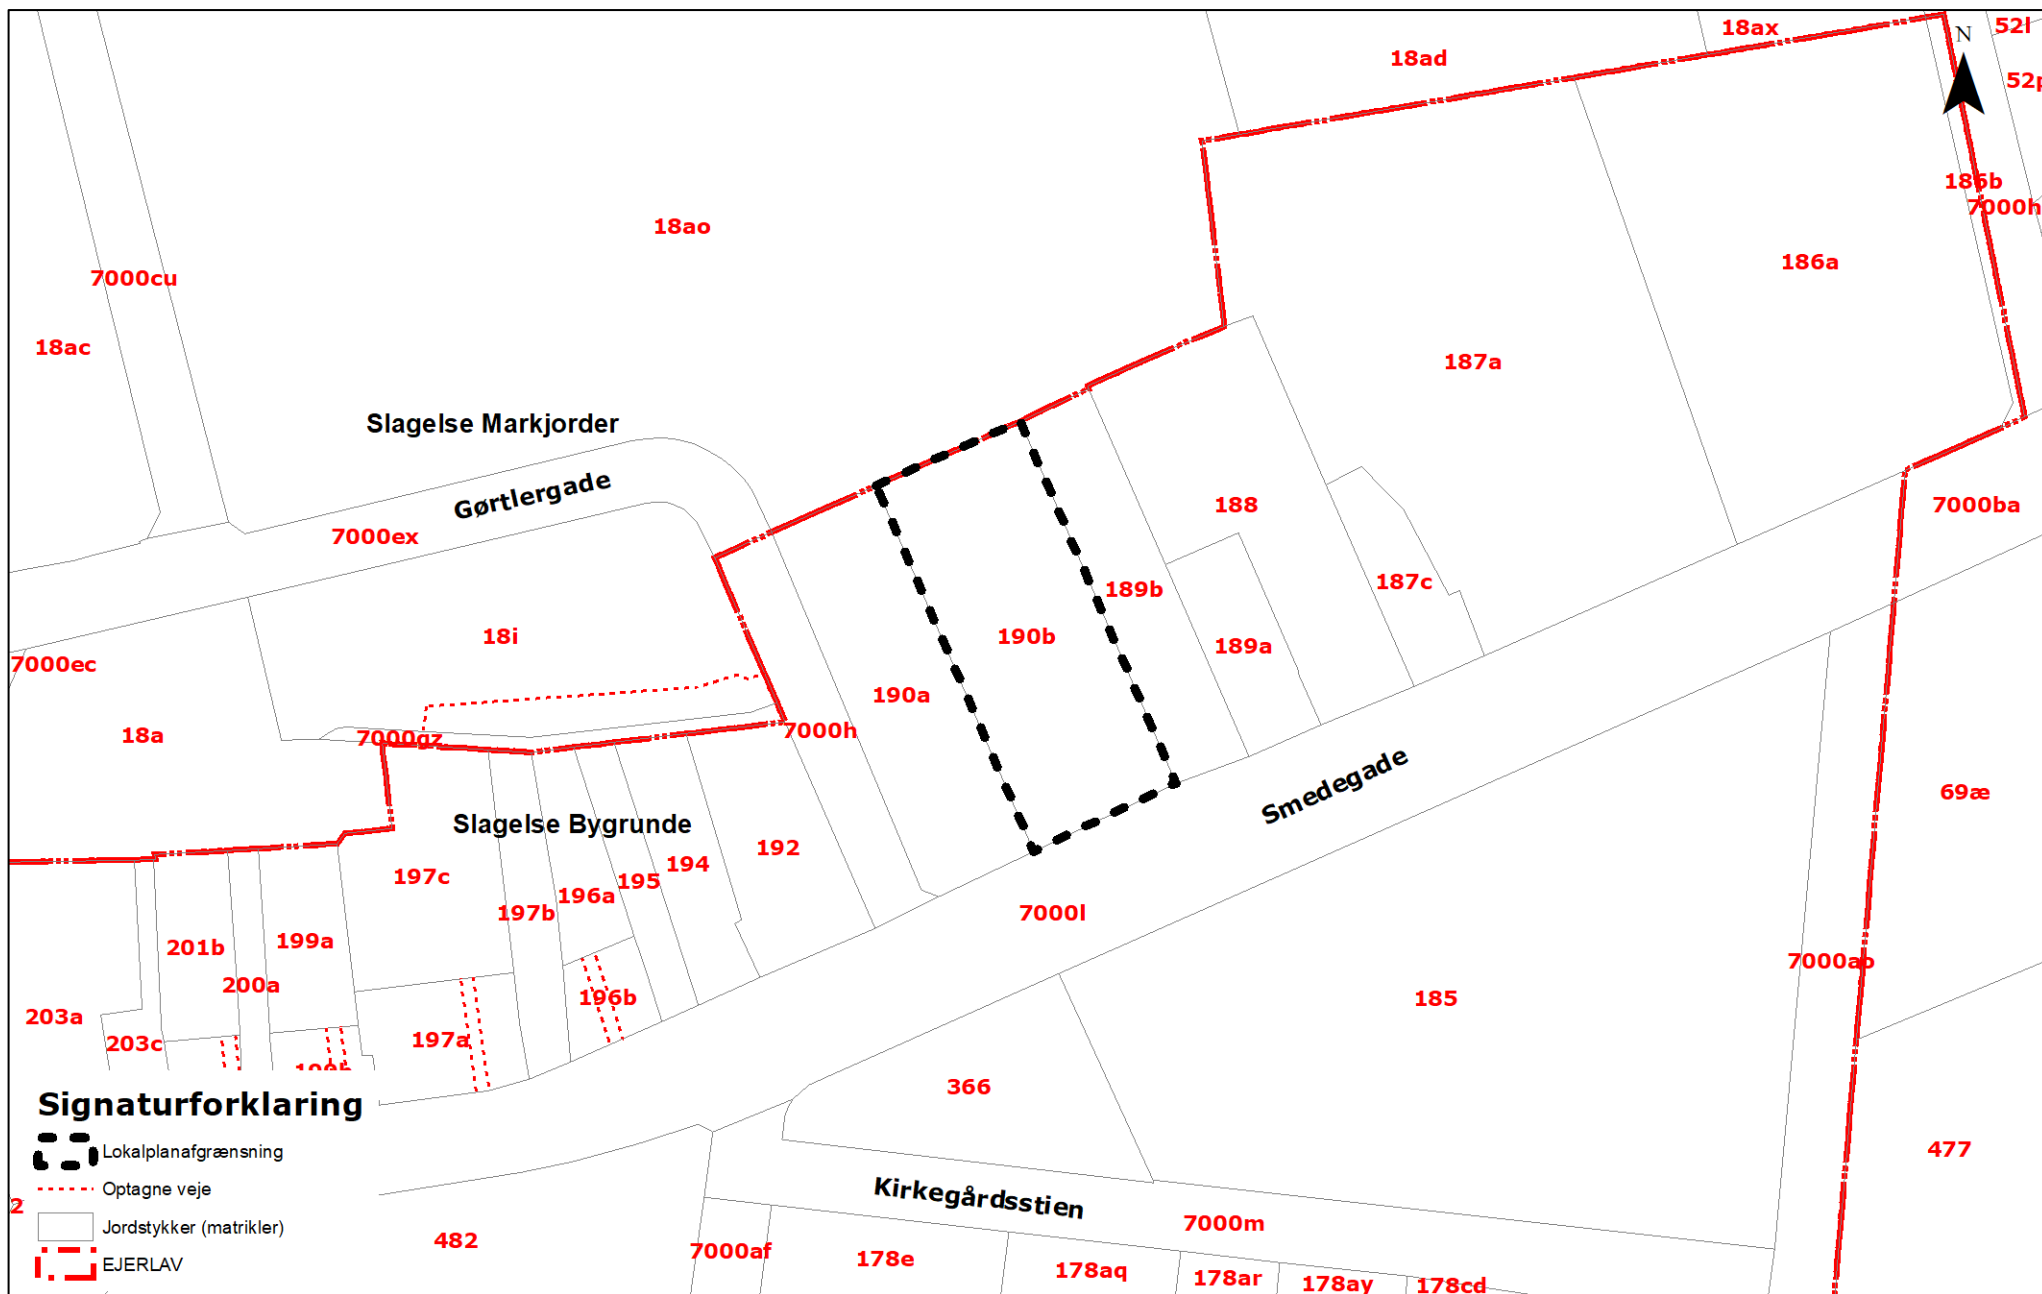 18ax
N
52l
18ad
52p
186b
7000h
18ao
186a
7000cu
18ac
187a
Slagelse Markjorder
Gørtlergade
7000ex
188
7000ba
187c
189b
18i
190b
189a
7000ec
190a
18a
7000gz
7000h
Smedegade
69æ
Slagelse Bygrunde
192
194
197c
195
196a
197b
7000l
199a
201b
7000ap
200a
196b
185
203a
197a
203c
199b
366
Signaturforklaring
Lokalplanafgrænsning
477
Optagne veje
Kirkegårdsstien
2
Jordstykker (matrikler)
7000m
482
7000af
178e
EJERLAV
178aq
178ar
178ay
178cd